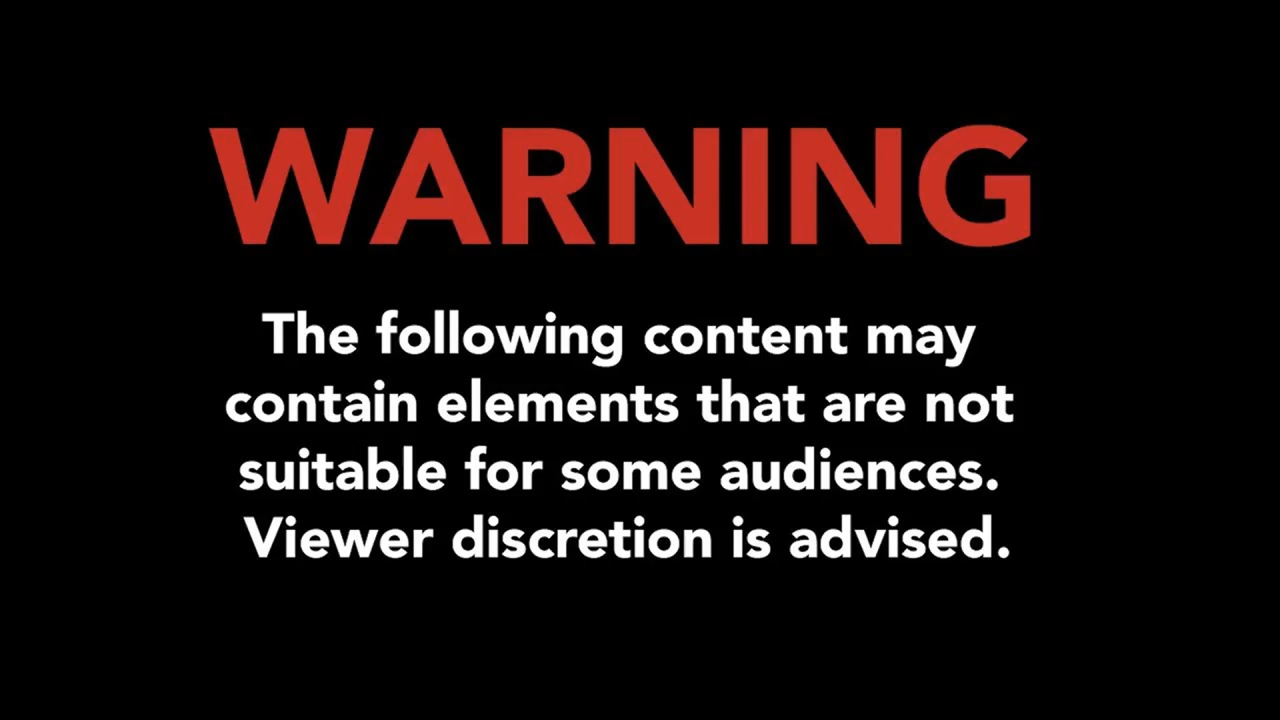 WARNING
The following content may
contain elements that are not
suitable for some audiences.
Viewer discretion is advised.